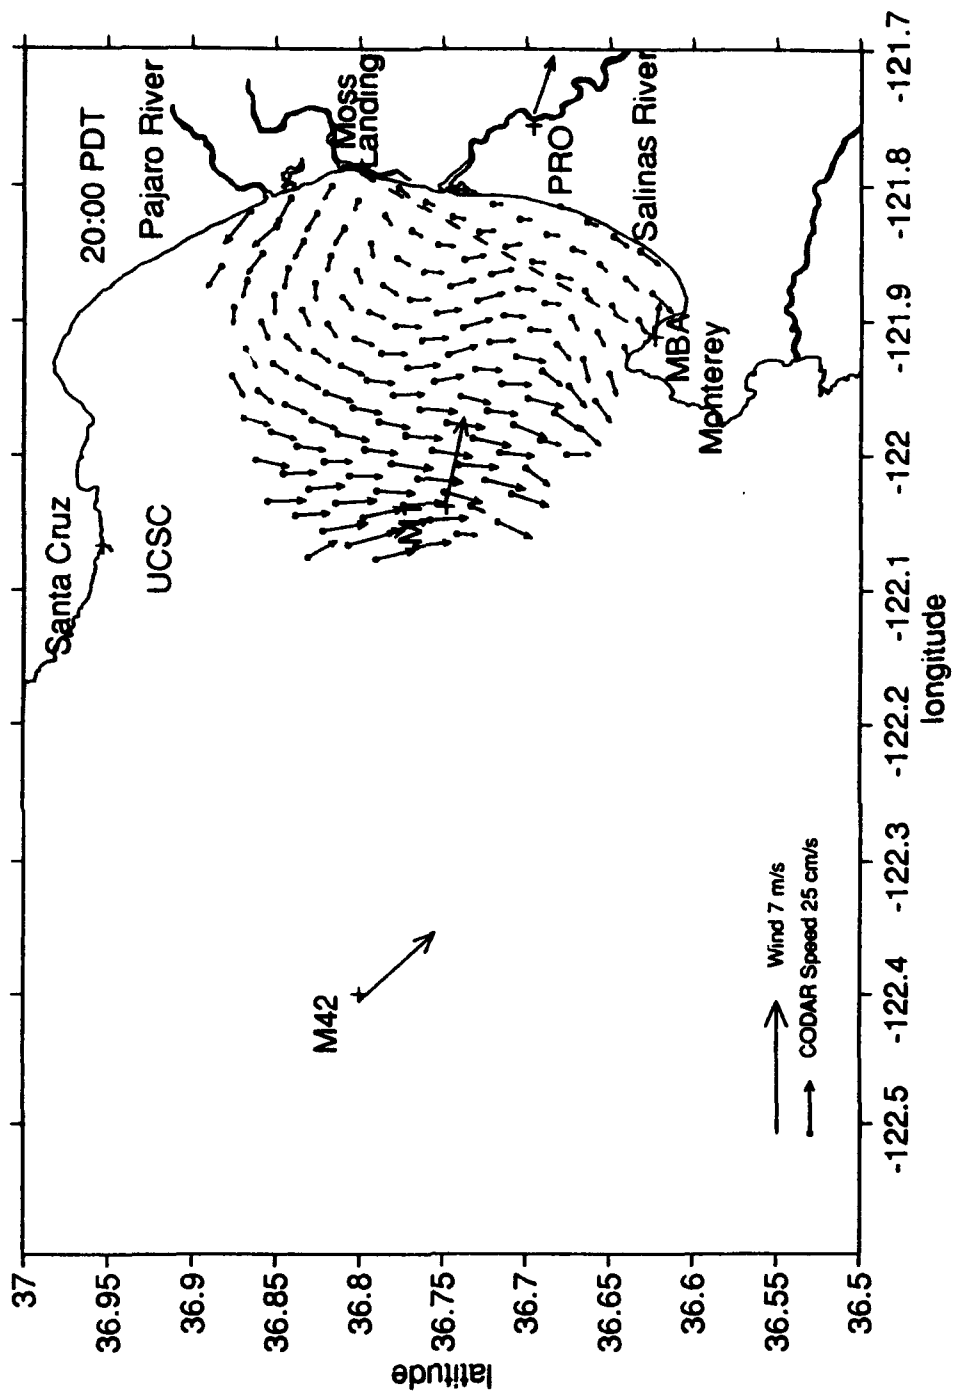 20:00 PDT
Santa Cruz
UCSC
Pajaro River
Moss
Landing
M1
PRO
Salinas River
MBA
Monterey
M42
Wind 7 m/s
CODAR Speed 25 cm/s
37
36.95
36.9
36.85
36.8
36.75
36.7
36.65
36.6
36.55
36.5
latitude
-122.5
-122.4
-122.3
-122.2
-122.1
-122
-121.9
-121.8
-121.7
longitude